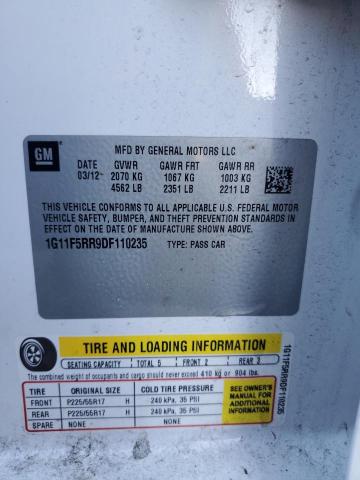 GM
MFD BY GENERAL MOTORS LLC
DATE GVWR GAWR FRT GAWR RR
03/12 2070 KG 1067 KG 1003 KG
4562 LB 2351 LB 2211 LB
THIS VEHICLE CONFORMS TO ALL APPLICABLE U.S. FEDERAL
MOTOR VEHICLE SAFETY, BUMPER, AND THEFT PREVENTION
STANDARDS IN EFFECT ON THE DATE OF MANUFACTURE SHOWN ABOVE.
1G11F5RR9DF110235 TYPE: PASS CAR
TIRE AND LOADING INFORMATION
SEATING CAPACITY TOTAL 5 FRONT 2 REAR 3
The combined weight of occupants and cargo should never exceed 410 kg or 904 lbs.
TIRE ORIGINAL SIZE COLD TIRE PRESSURE
FRONT P225/55R17 H 240 kPa, 35 PSI
REAR P225/55R17 H 240 kPa, 35 PSI
SPARE NONE NONE
SEE OWNER'S
MANUAL FOR
ADDITIONAL
INFORMATION
1G11F5RR9DF110235